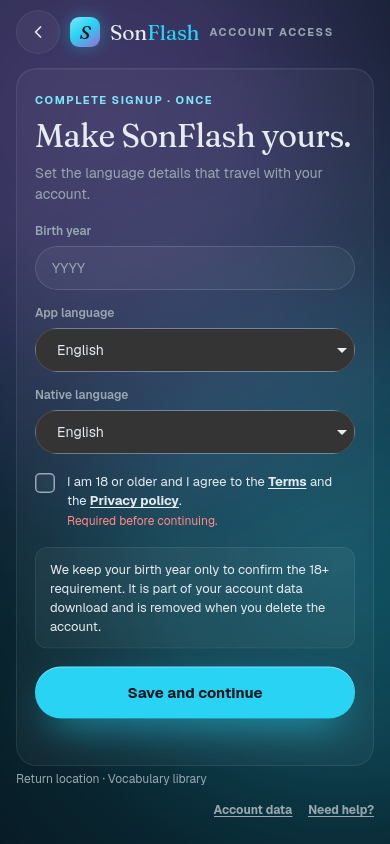 S SonFlash ACCOUNT ACCESS
COMPLETE SIGNUP · ONCE
Make SonFlash yours.
Set the language details that travel with your
account.
Birth year
YYYY
App language
English
Native language
English
I am 18 or older and I agree to the Terms and
the Privacy policy.
Required before continuing.
We keep your birth year only to confirm the 18+
requirement. It is part of your account data
download and is removed when you delete the
account.
Save and continue
Return location · Vocabulary library
Account data Need help?